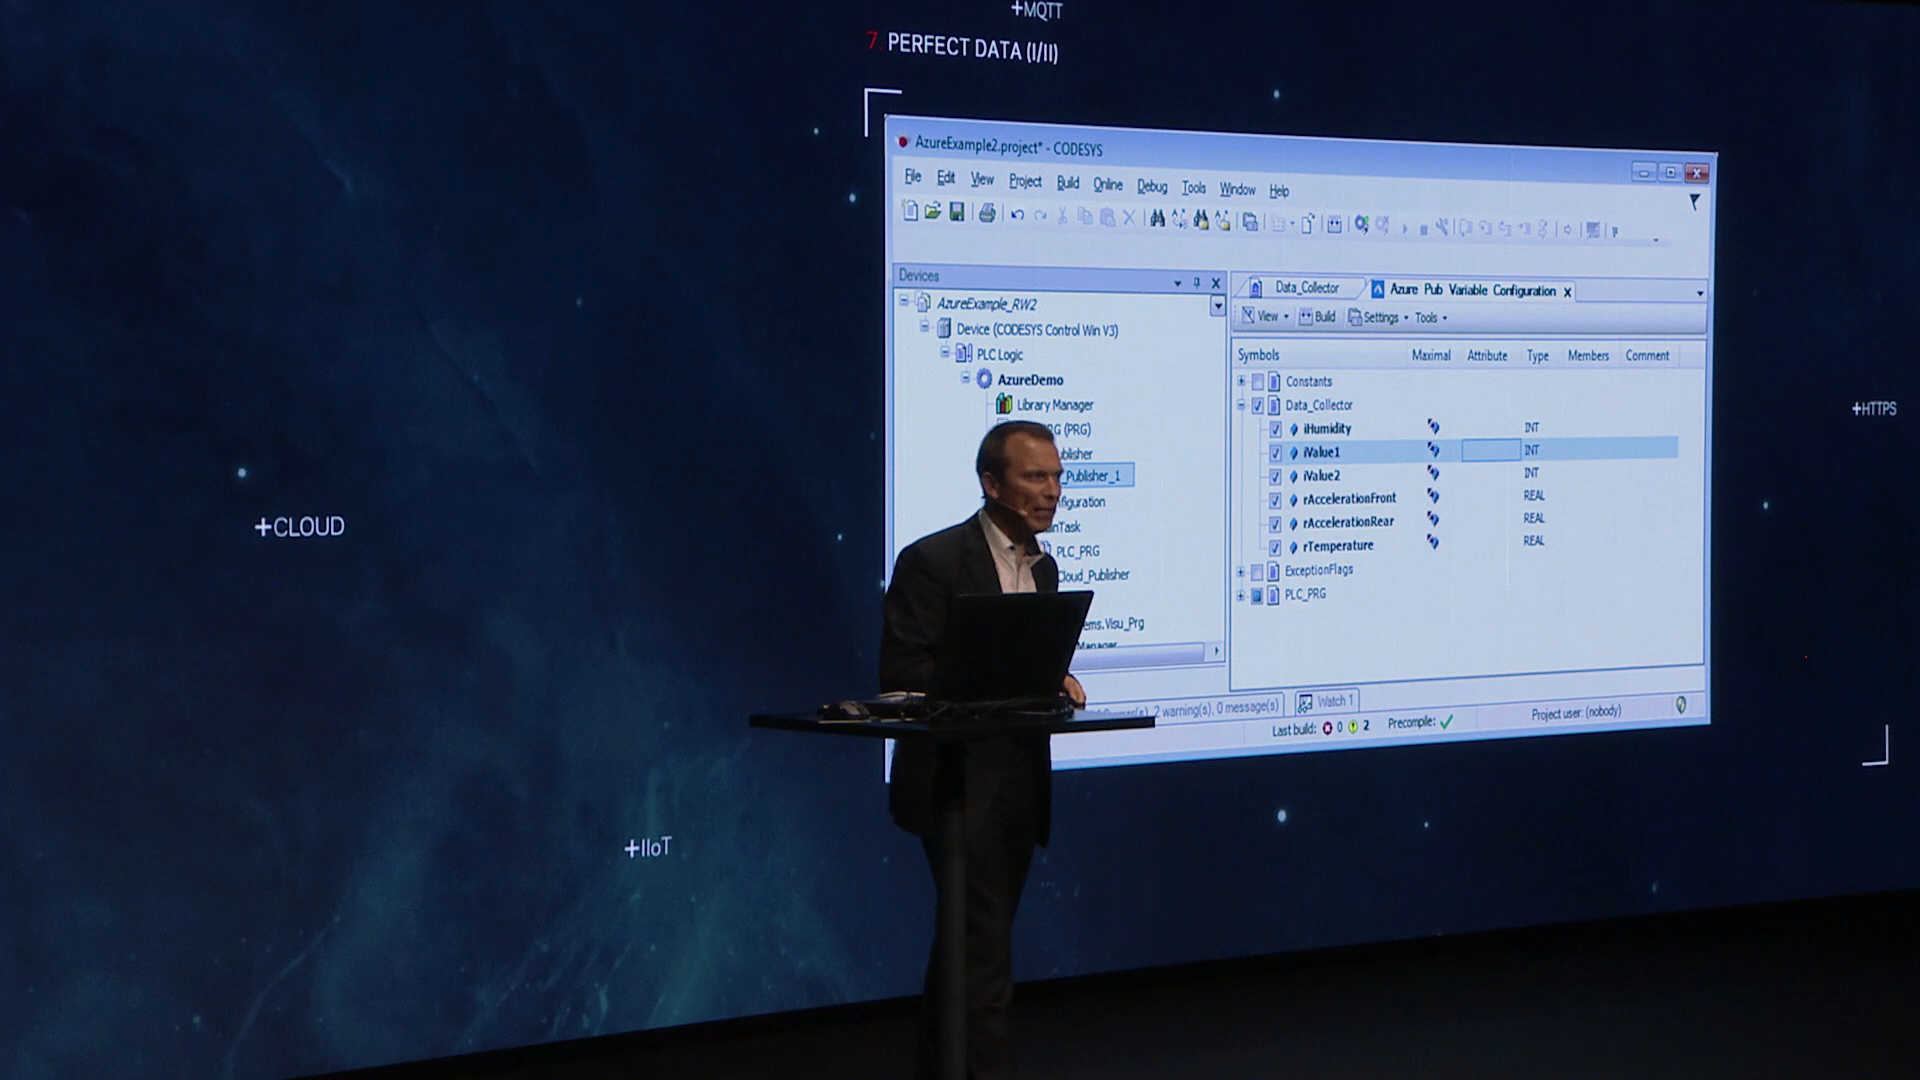 +MQTT
7. PERFECT DATA (I/II)
AzureExample2.project* - CODESYS
File Edit View Project Build Online Debug Tools Window Help
Devices
AzureExample_RW2
Device (CODESYS Control Win V3)
PLC Logic
AzureDemo
Library Manager
(PRG)
Publisher_1
PLC_PRG
Cloud_Publisher
Visu_Prg
Data_Collector
Azure Pub Variable Configuration
View Build Settings Tools
Symbols Maximal Attribute Type Members Comment
Constants
Data_Collector
iHumidity INT
iValue1 INT
iValue2 INT
rAccelerationFront REAL
rAccelerationRear REAL
rTemperature REAL
ExceptionFlags
PLC_PRG
2 warning(s), 0 message(s)
Watch 1
Last build: 0 2 Precompile: Project user: (nobody)
+HTTPS
+CLOUD
+IIoT